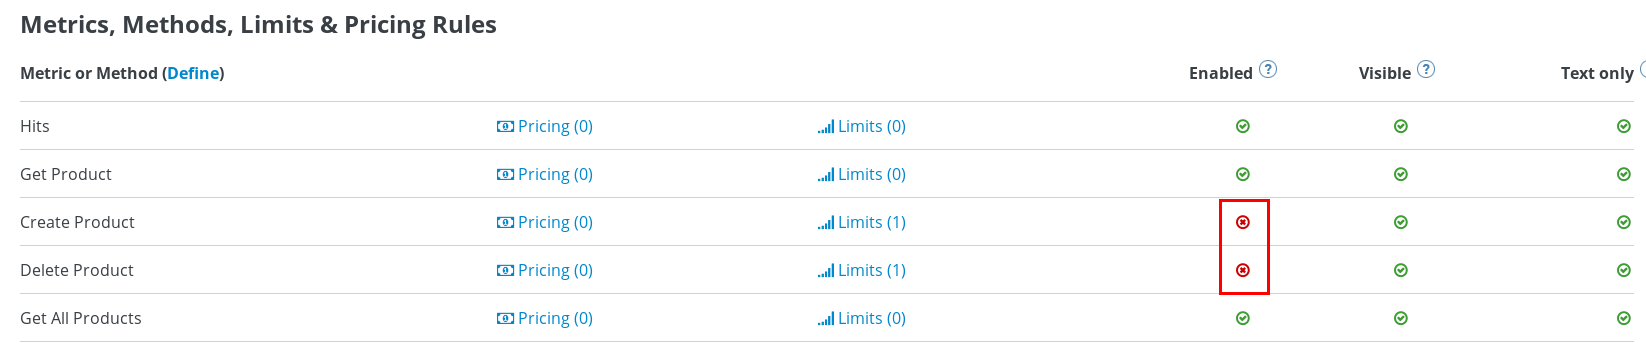 Metrics, Methods, Limits & Pricing Rules
Metric or Method (Define) Enabled ? Visible ? Text only
Hits Pricing (0) Limits (0)
Get Product Pricing (0) Limits (0)
Create Product Pricing (0) Limits (1)
Delete Product Pricing (0) Limits (1)
Get All Products Pricing (0) Limits (0)